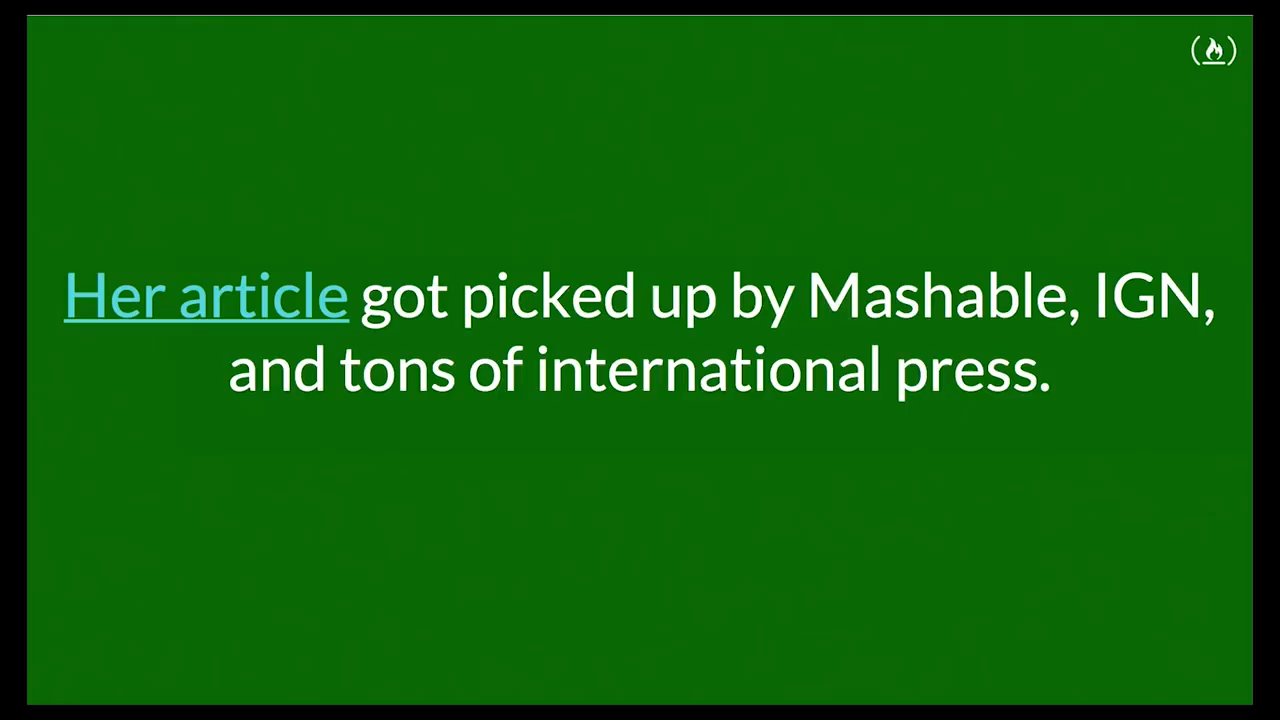 Her article got picked up by Mashable, IGN,
and tons of international press.